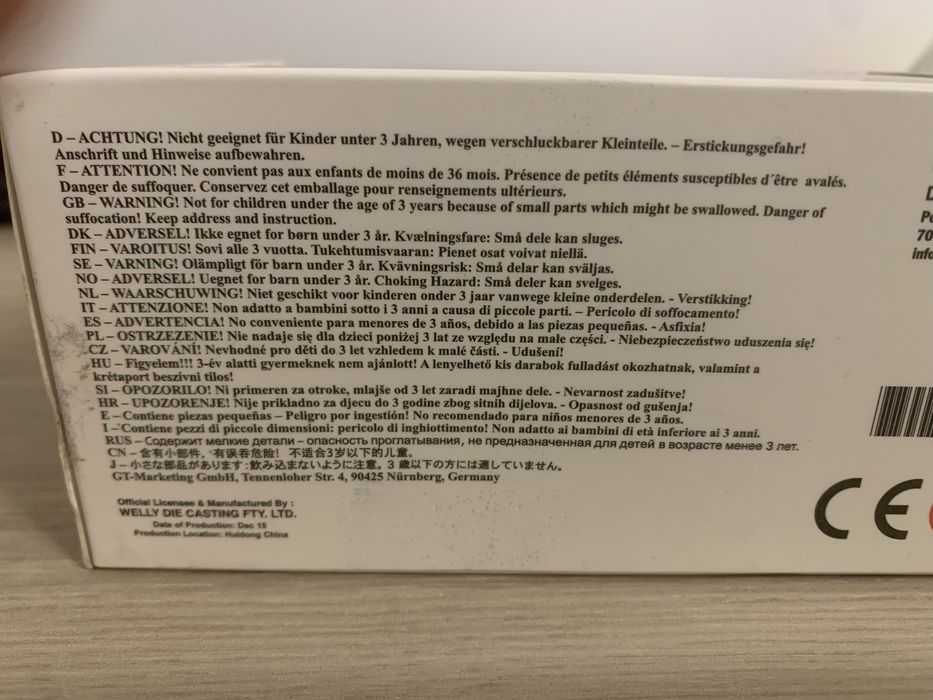 D – ACHTUNG! Nicht geeignet für Kinder unter 3 Jahren, wegen verschluckbarer Kleinteile. – Erstickungsgefahr!
Anschrift und Hinweise aufbewahren.
F – ATTENTION! Ne convient pas aux enfants de moins de 36 mois. Présence de petits éléments susceptibles d´être avalés.
Danger de suffoquer. Conservez cet emballage pour renseignements ultérieurs.
GB – WARNING! Not for children under the age of 3 years because of small parts which might be swallowed. Danger of
suffocation! Keep address and instruction.
DK – ADVERSEL! Ikke egnet for børn under 3 år. Kvælningsfare: Små dele kan sluges.
FIN – VAROITUS! Sovi alle 3 vuotta. Tukehtumisvaaran: Pienet osat voivat niellä.
SE – VARNING! Olämpligt för barn under 3 år. Kvävningsrisk: Små delar kan sväljas.
NO – ADVERSEL! Uegnet for barn under 3 år. Choking Hazard: Små deler kan svelges.
NL – WAARSCHUWING! Niet geschikt voor kinderen onder 3 jaar vanwege kleine onderdelen. - Verstikking!
IT – ATTENZIONE! Non adatto a bambini sotto i 3 anni a causa di piccole parti. – Pericolo di soffocamento!
ES – ADVERTENCIA! No conveniente para menores de 3 años, debido a las piezas pequeñas. - Asfixia!
PL – OSTRZEZENIE! Nie nadaje się dla dzieci poniżej 3 lat ze względu na małe części. - Niebezpieczeństwo uduszenia się!
CZ – VAROVÁNÍ! Nevhodné pro děti do 3 let vzhledem k malé části. - Udušení!
HU – Figyelem!!! 3-év alatti gyermeknek nem ajánlott! A lenyelhető kis darabok fulladást okozhatnak, valamint a
krétaport beszívni tilos!
SI – OPOZORILO! Ni primeren za otroke, mlajše od 3 let zaradi majhne dele. - Nevarnost zadušitve!
HR – UPOZORENJE! Nije prikladno za djecu do 3 godine zbog sitnih dijelova. - Opasnost od gušenja!
E – Contiene piezas pequeñas – Peligro por ingestión! No recomendado para niños menores de 3 años.
I – Contiene pezzi di piccole dimensioni: pericolo di inghiottimento! Non adatto ai bambini di età inferiore ai 3 anni.
RUS – Содержит мелкие детали – опасность проглатывания, не предназначенная для детей в возрасте менее 3 лет.
CN – 含有小部件, 有误吞危险! 不适合3岁以下的儿童。
J – 小さな部品があります:飲み込まないように注意。3 歳以下の方には適していません。
GT-Marketing GmbH, Tennenloher Str. 4, 90425 Nürnberg, Germany
Official Licensee & Manufactured By :
WELLY DIE CASTING FTY. LTD.
Date of Production: Dec 15
Production Location: Huidong China
D
Po
70
info
CE